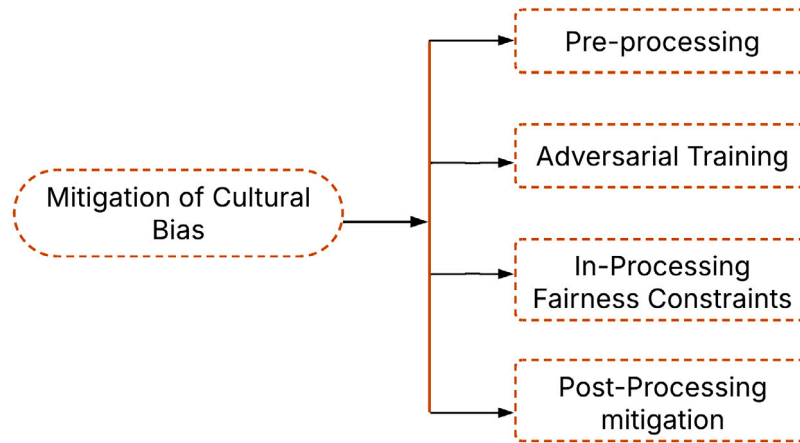 Mitigation of Cultural
Bias
Pre-processing
Adversarial Training
In-Processing
Fairness Constraints
Post-Processing
mitigation